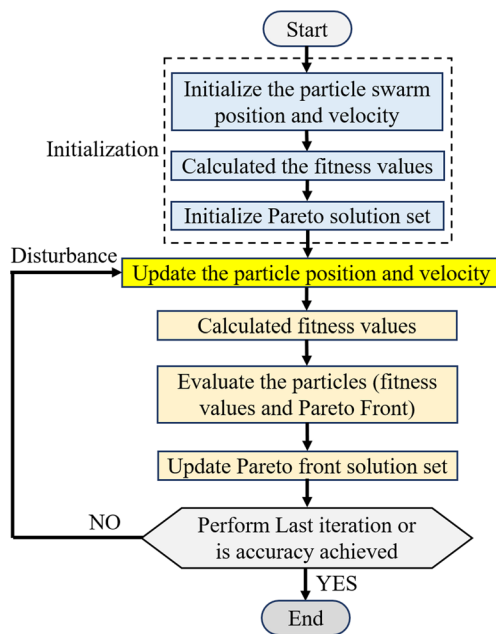 Start
Initialize the particle swarm
position and velocity
Initialization
Calculated the fitness values
Initialize Pareto solution set
Disturbance
Update the particle position and velocity
Calculated fitness values
Evaluate the particles (fitness
values and Pareto Front)
Update Pareto front solution set
NO
Perform Last iteration or
is accuracy achieved
YES
End